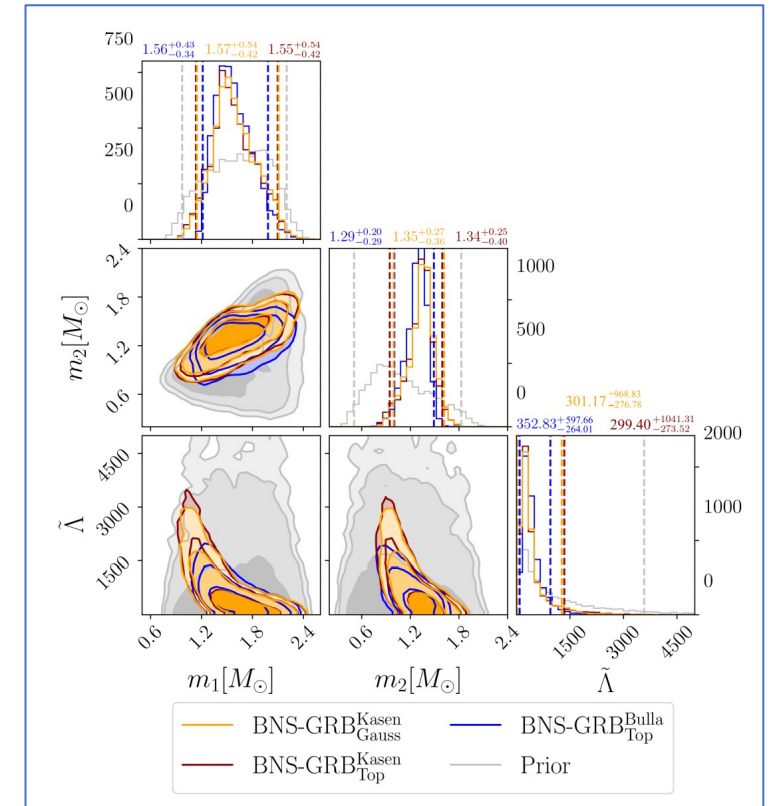 750
1.56^{+0.43}_{-0.34} 1.57^{+0.54}_{-0.42} 1.55^{+0.54}_{-0.42}
500
250
0
1.29^{+0.20}_{-0.29} 1.35^{+0.27}_{-0.36} 1.34^{+0.25}_{-0.40}
2.4
1.8
1.2
0.6
m_2[M_⊙]
1000
500
0
301.17^{+968.83}_{-276.78}
352.83^{+597.66}_{-264.01} 299.40^{+1041.31}_{-273.52}
4500
3000
1500
Λ̃
2000
1000
0
0.6 1.2 1.8 2.4
0.6 1.2 1.8 2.4
1500 3000 4500
m_1[M_⊙] m_2[M_⊙] Λ̃
BNS-GRB^{Kasen}_{Gauss} BNS-GRB^{Bulla}_{Top}
BNS-GRB^{Kasen}_{Top} Prior